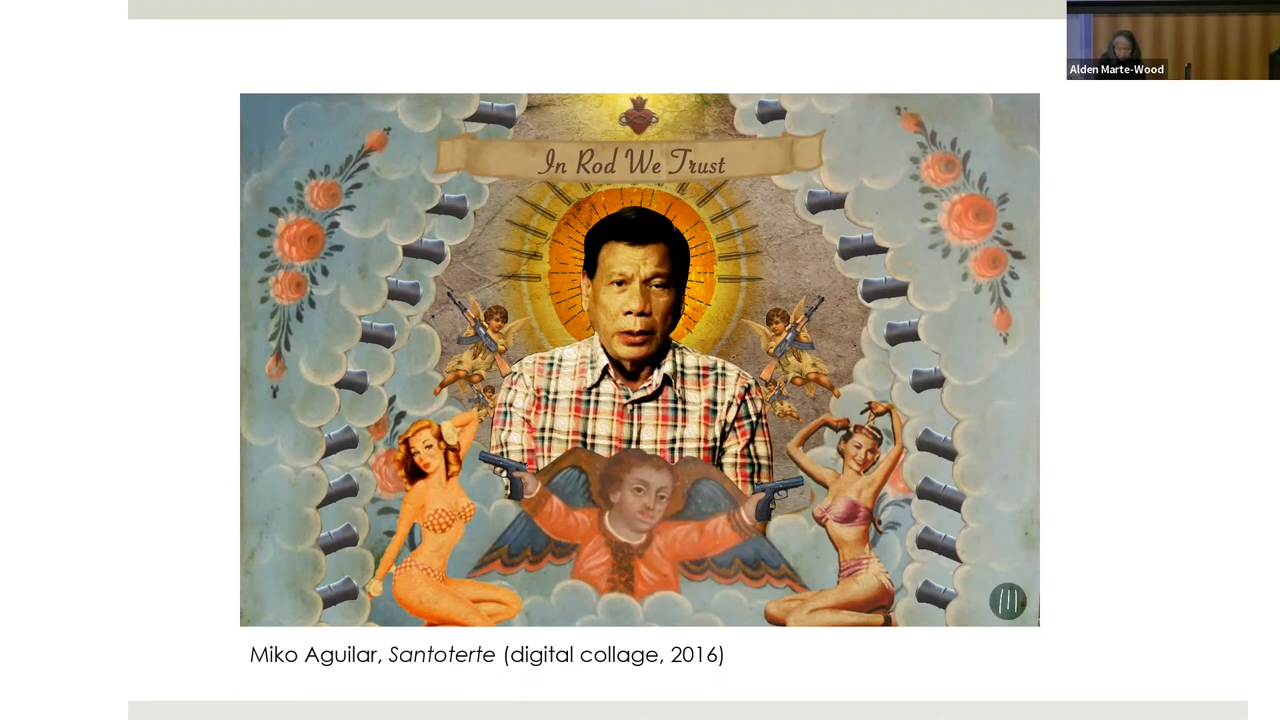 Alden Marte-Wood
In Rod We Trust
Miko Aguilar, Santoterte (digital collage, 2016)